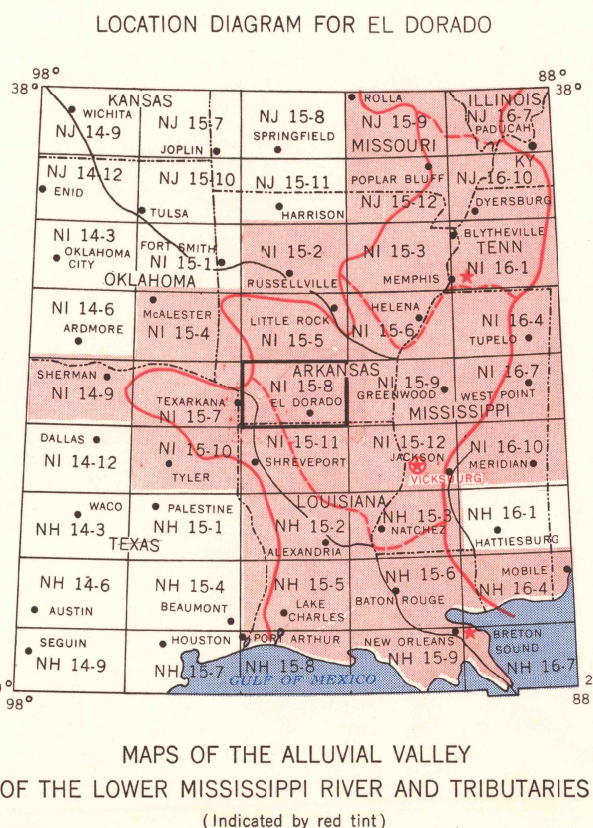 LOCATION DIAGRAM FOR EL DORADO
98° 88°
38° 38°
KANSAS ROLLA ILLINOIS
WICHITA NJ 15-7 NJ 15-8 NJ 15-9 NJ 16-7
NJ 14-9 SPRINGFIELD PADUCAH
JOPLIN MISSOURI
KY
NJ 14-12 NJ 15-10 NJ 15-11 POPLAR BLUFF NJ 16-10
ENID NJ 15-12 DYERSBURG
TULSA HARRISON
NI 14-3 BLYTHEVILLE
OKLAHOMA FORT SMITH NI 15-2 NI 15-3 TENN
CITY NI 15-1 NI 16-1
OKLAHOMA RUSSELLVILLE MEMPHIS
NI 14-6 McALESTER LITTLE ROCK HELENA NI 16-4
ARDMORE NI 15-4 NI 15-5 NI 15-6 TUPELO
SHERMAN ARKANSAS
NI 14-9 NI 15-8 NI 15-9 NI 16-7
TEXARKANA EL DORADO GREENWOOD WEST POINT
NI 15-7 MISSISSIPPI
DALLAS NI 15-10 NI 15-11 NI 15-12 NI 16-10
NI 14-12 SHREVEPORT JACKSON MERIDIAN
TYLER VICKSBURG
LOUISIANA
WACO PALESTINE NH 15-3 NH 16-1
NH 14-3 NH 15-1 NH 15-2 NATCHEZ
TEXAS ALEXANDRIA HATTIESBURG
NH 14-6 NH 15-4 NH 15-5 NH 15-6 MOBILE
NH 16-4
AUSTIN BEAUMONT LAKE BATON ROUGE
CHARLES
SEGUIN HOUSTON PORT ARTHUR NEW ORLEANS BRETON
SOUND
NH 14-9 NH 15-7 NH 15-8 NH 15-9 NH 16-7
GULF OF MEXICO
98° 88
MAPS OF THE ALLUVIAL VALLEY
OF THE LOWER MISSISSIPPI RIVER AND TRIBUTARIES
(Indicated by red tint)